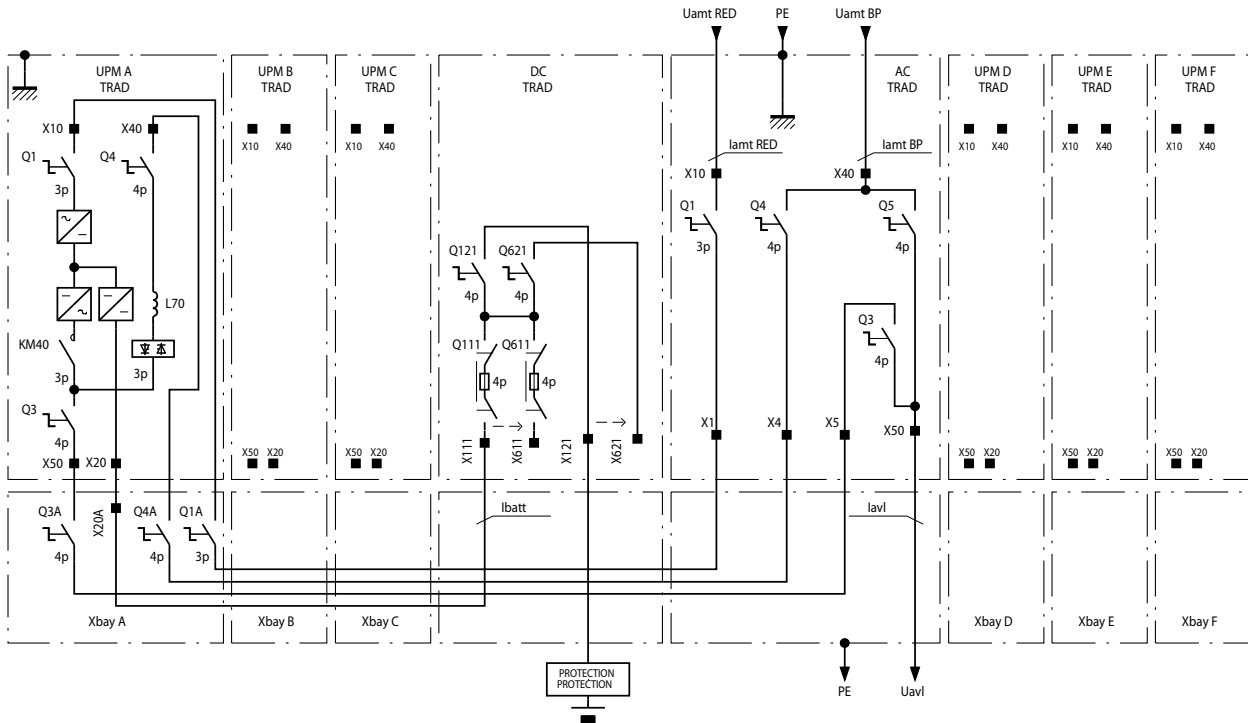 Uamt RED
PE
Uamt BP
UPM A
TRAD
UPM B
TRAD
UPM C
TRAD
DC
TRAD
AC
TRAD
UPM D
TRAD
UPM E
TRAD
UPM F
TRAD
X10
X40
X10 X40
X10 X40
X10 X40
X10 X40
X10 X40
Iamt RED
Iamt BP
Q1
3p
Q4
4p
X10
X40
Q1
3p
Q4
4p
Q5
4p
Q121
4p
Q621
4p
L70
KM40
3p
3p
Q111
4p
Q611
4p
Q3
4p
Q3
4p
X1
X4
X5
X50
X111
X611
X121
X621
X50
X20
X50 X20
X50 X20
X50 X20
X50 X20
X50 X20
Q3A
4p
X20A
Q4A
4p
Q1A
3p
Ibatt
Iavl
Xbay A
Xbay B
Xbay C
Xbay D
Xbay E
Xbay F
PROTECTION
PROTECTION
PE
Uavl